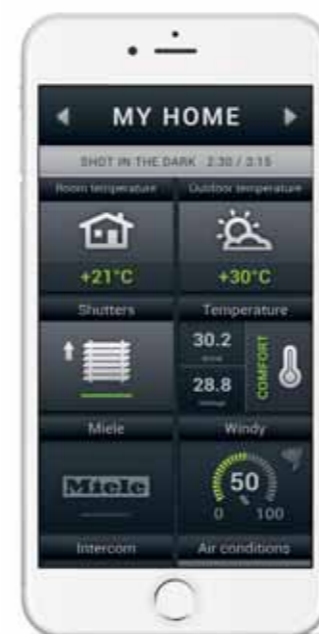 MY HOME
SHOT IN THE DARK 2:30 / 3:15
Room temperature Outdoor temperature
+21°C +30°C
Shutters Temperature
30.2
28.8
COMFORT
Miele Windy
Miele
50
%
0 100
Intercom Air conditions